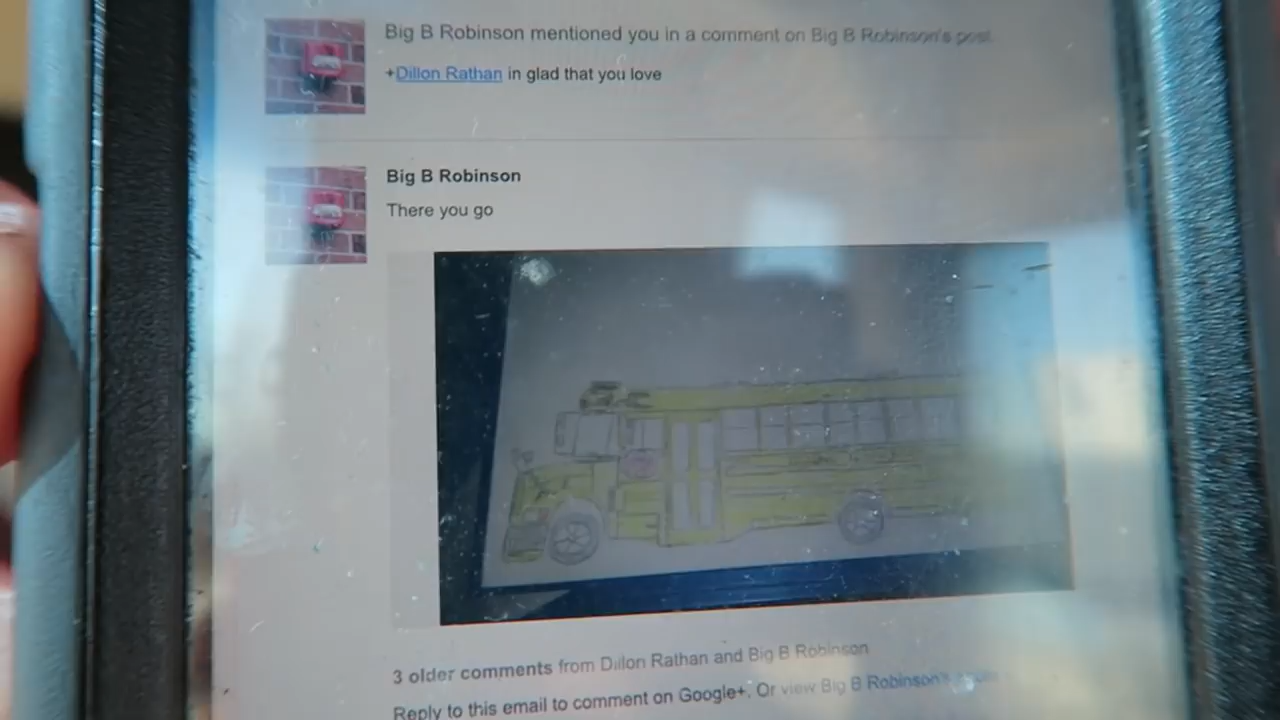 Big B Robinson mentioned you in a comment on Big B Robinson's post.
+Dillon Rathan in glad that you love
Big B Robinson
There you go
3 older comments from Dillon Rathan and Big B Robinson
Reply to this email to comment on Google+. Or view Big B Robinson's